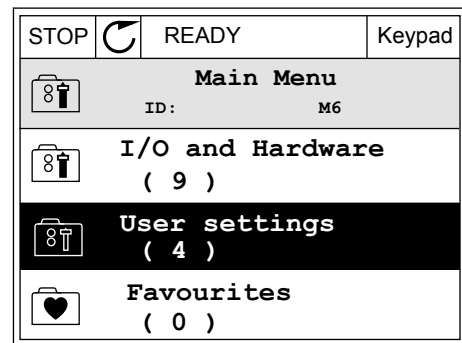 STOP READY Keypad
Main Menu
ID: M6
I/O and Hardware
( 9 )
User settings
( 4 )
Favourites
( 0 )